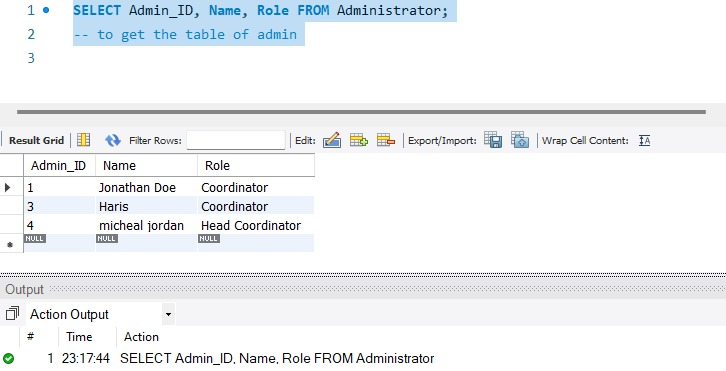 1 SELECT Admin_ID, Name, Role FROM Administrator;
2 -- to get the table of admin
3
Result Grid Filter Rows: Edit: Export/Import: Wrap Cell Content: IA
Admin_ID Name Role
1 Jonathan Doe Coordinator
3 Haris Coordinator
4 micheal jordan Head Coordinator
NULL NULL NULL
Output
Action Output
# Time Action
1 23:17:44 SELECT Admin_ID, Name, Role FROM Administrator